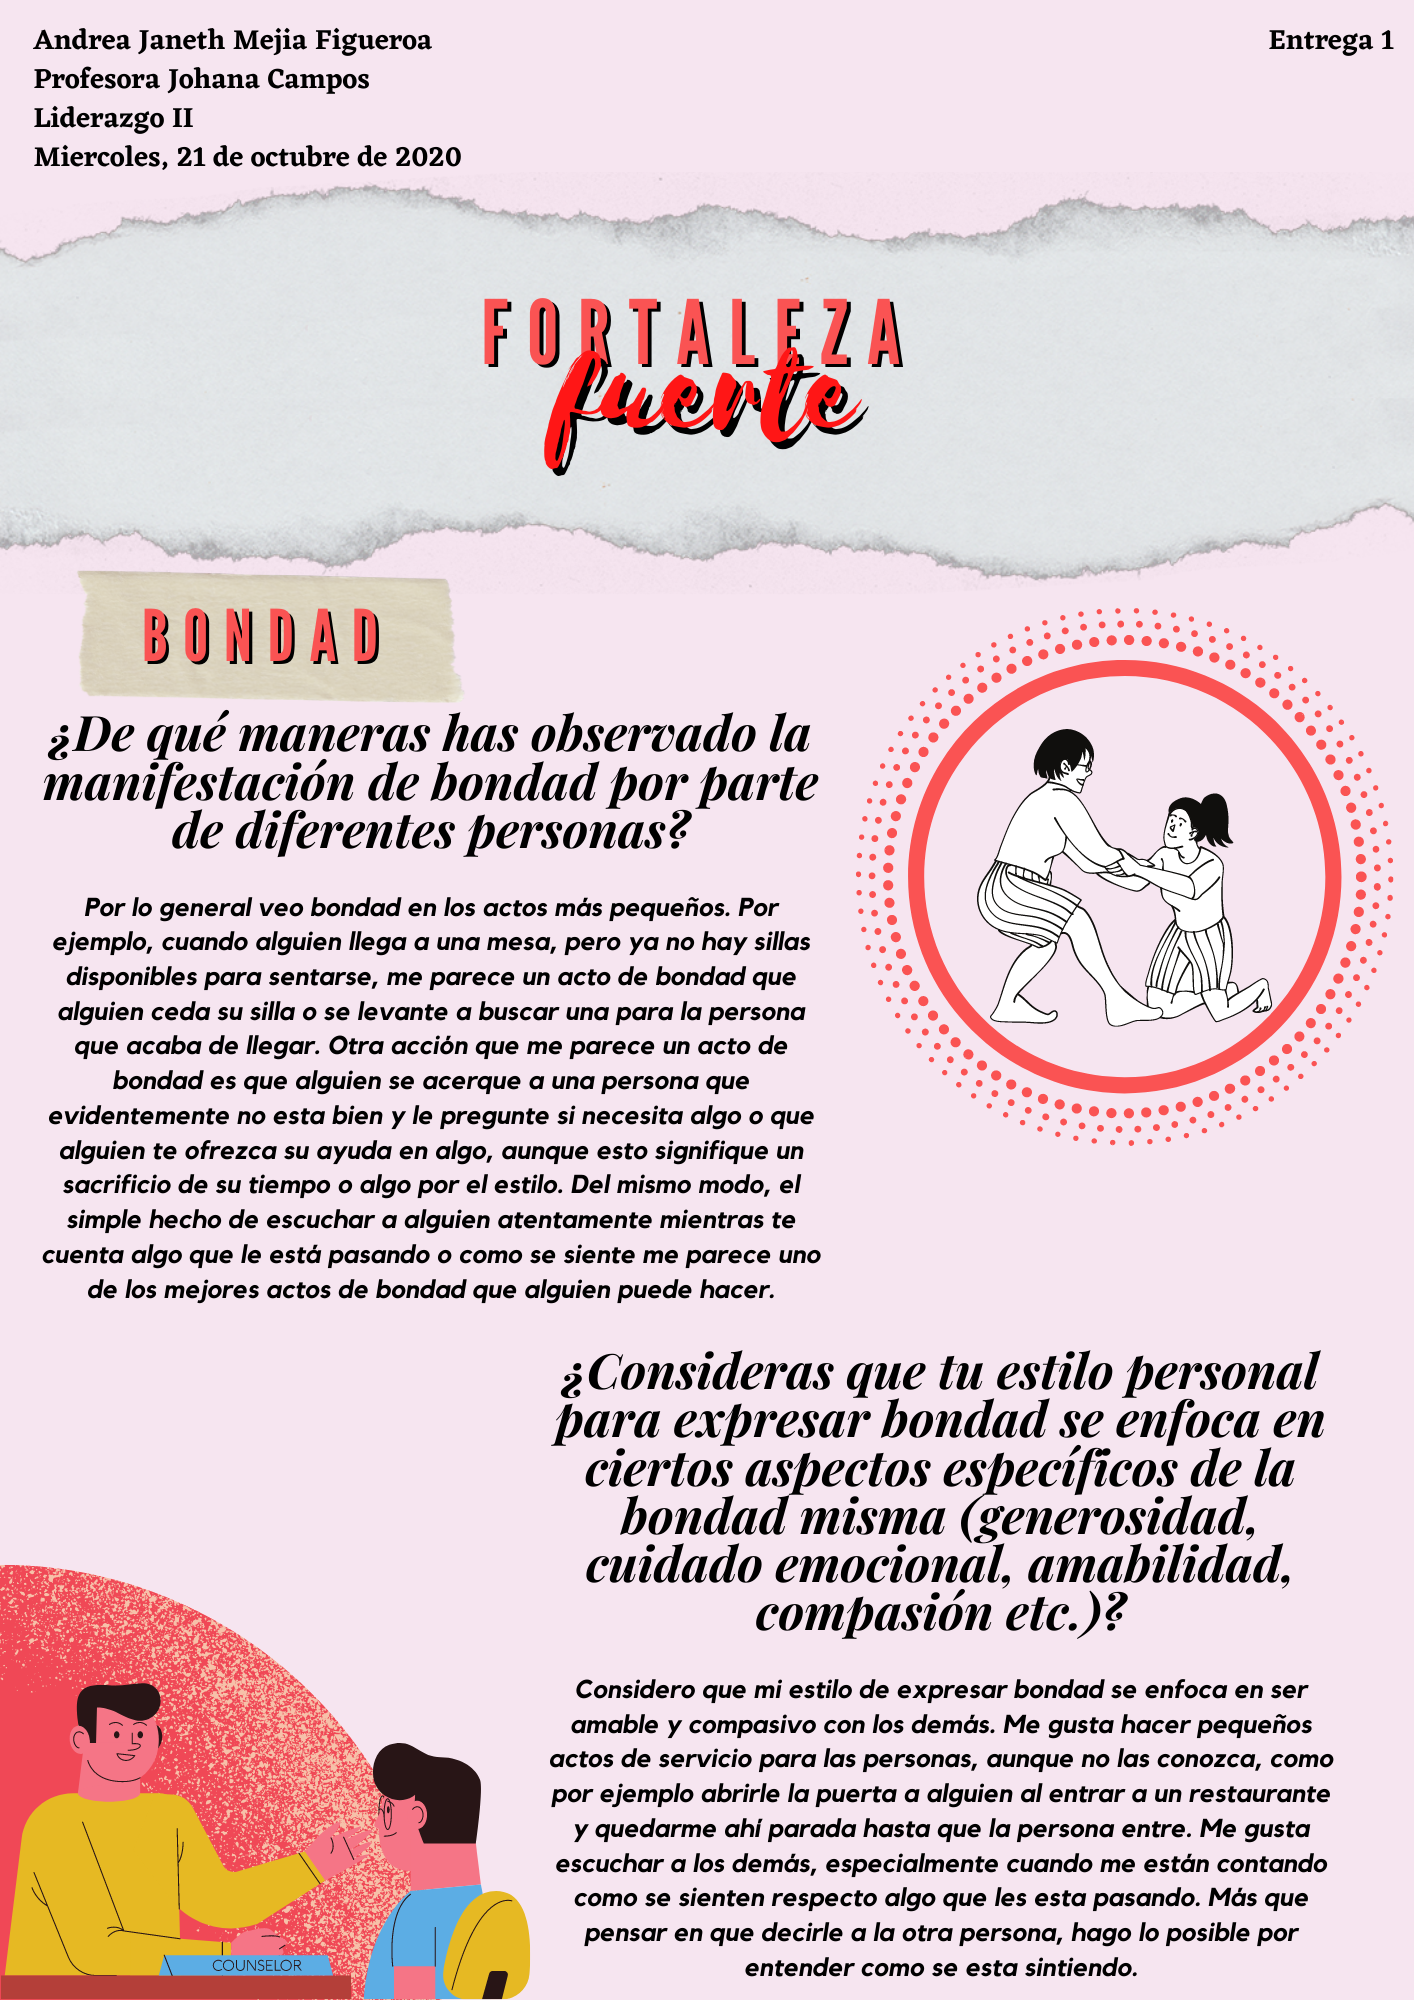 Andrea Janeth Mejia Figueroa
Entrega 1
Profesora Johana Campos
Liderazgo II
Miercoles, 21 de octubre de 2020
FORTALEZA
fuerte
BONDAD
¿De qué maneras has observado la
manifestación de bondad por parte
de diferentes personas?
Por lo general veo bondad en los actos más pequeños. Por
ejemplo, cuando alguien llega a una mesa, pero ya no hay sillas
disponibles para sentarse, me parece un acto de bondad que
alguien ceda su silla o se levante a buscar una para la persona
que acaba de llegar. Otra acción que me parece un acto de
bondad es que alguien se acerque a una persona que
evidentemente no esta bien y le pregunte si necesita algo o que
alguien te ofrezca su ayuda en algo, aunque esto signifique un
sacrificio de su tiempo o algo por el estilo. Del mismo modo, el
simple hecho de escuchar a alguien atentamente mientras te
cuenta algo que le está pasando o como se siente me parece uno
de los mejores actos de bondad que alguien puede hacer.
¿Consideras que tu estilo personal
para expresar bondad se enfoca en
ciertos aspectos específicos de la
bondad misma (generosidad,
cuidado emocional, amabilidad,
compasión etc.)?
Considero que mi estilo de expresar bondad se enfoca en ser
amable y compasivo con los demás. Me gusta hacer pequeños
actos de servicio para las personas, aunque no las conozca, como
por ejemplo abrirle la puerta a alguien al entrar a un restaurante
y quedarme ahí parada hasta que la persona entre. Me gusta
escuchar a los demás, especialmente cuando me están contando
como se sienten respecto algo que les esta pasando. Más que
pensar en que decirle a la otra persona, hago lo posible por
entender como se esta sintiendo.
COUNSELOR